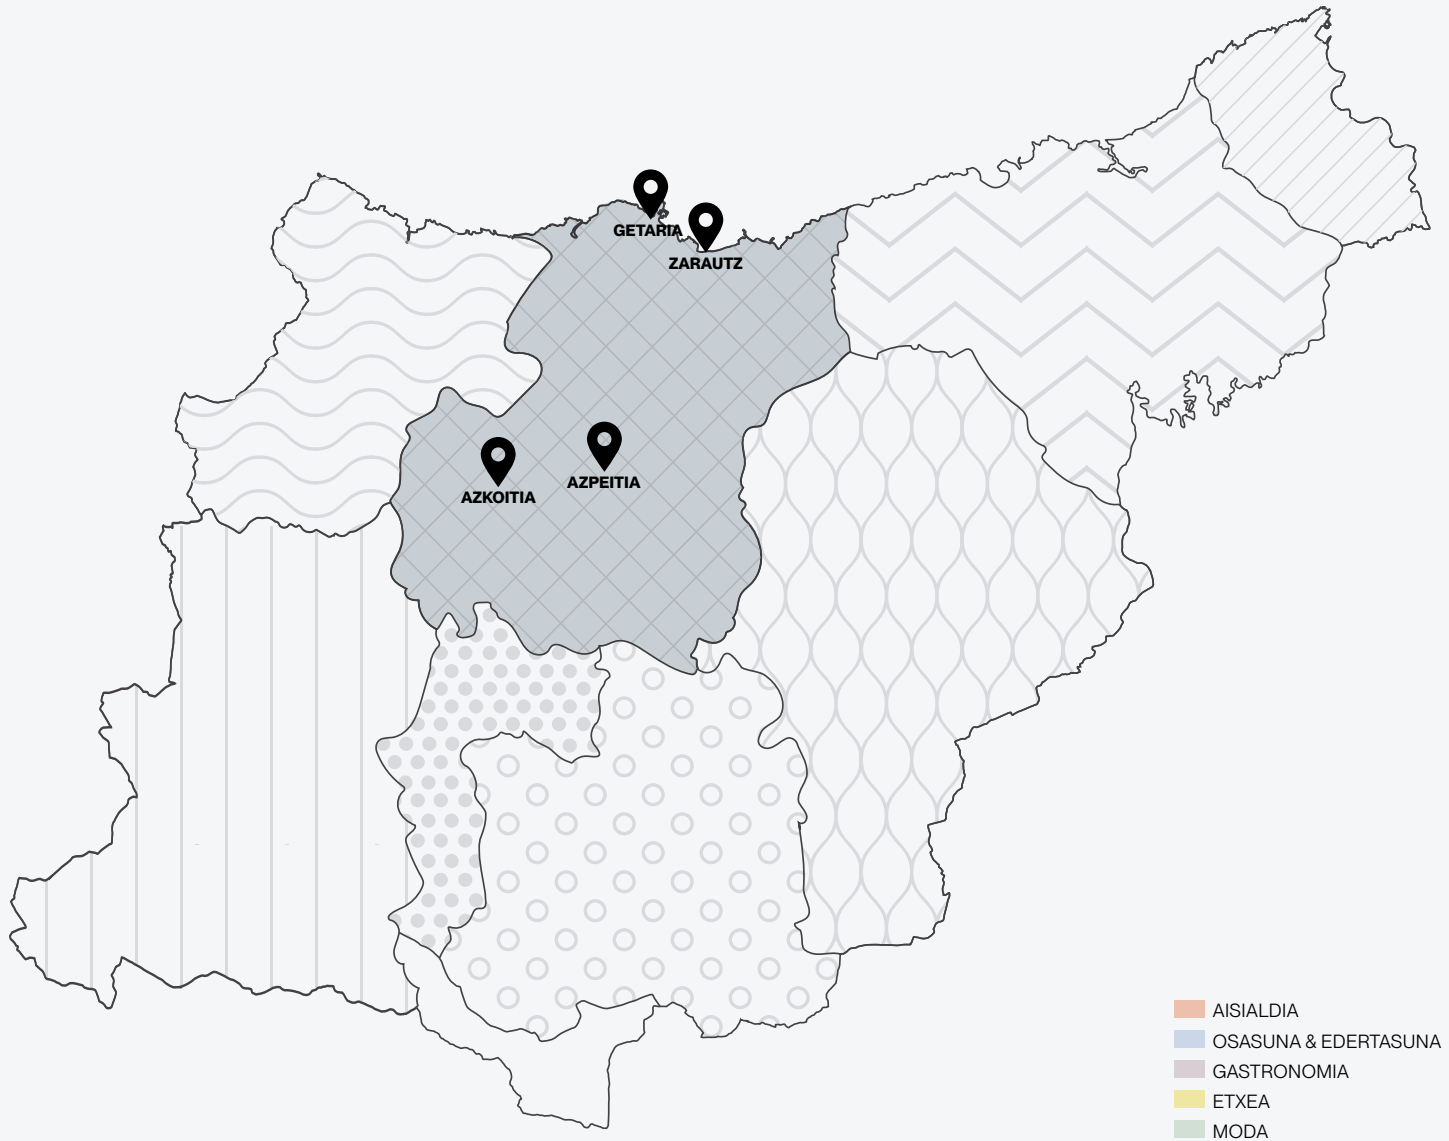 GETARIA
ZARAUTZ
AZPEITIA
AZKOITIA
AISIALDIA
OSASUNA & EDERTASUNA
GASTRONOMIA
ETXEA
MODA